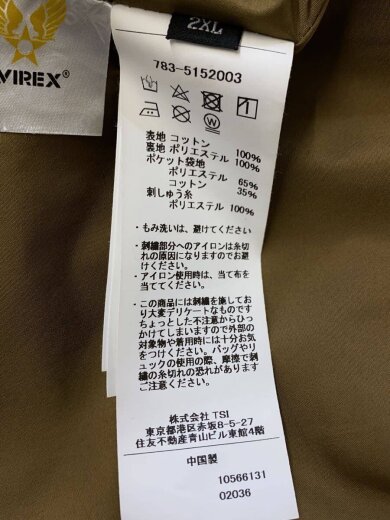 VIREX®
2XL
783-5152003
表地 コットン 100%
裏地 ポリエステル 100%
ポケット袋地
ポリエステル 65%
コットン 35%
刺しゅう糸
ポリエステル 100%
・もみ洗いは、避けてください
・刺繍部分へのアイロンは糸切
れの原因になりますのでお避
けください。
・アイロン使用時は、当て布を
当ててください。
・この商品には刺繍を施してお
り大変デリケートなものです
ちょっとした不注意からひっ
かけてしまいますので外部の
対象物や着用時には十分お気
をつけください。バッグやリ
ュックの使用の際、摩擦で刺
繍の糸切れの恐れがあります
ご注意ください。
株式会社 TSI
東京都港区赤坂8-5-27
住友不動産青山ビル東館4階
中国製
10566131
02036